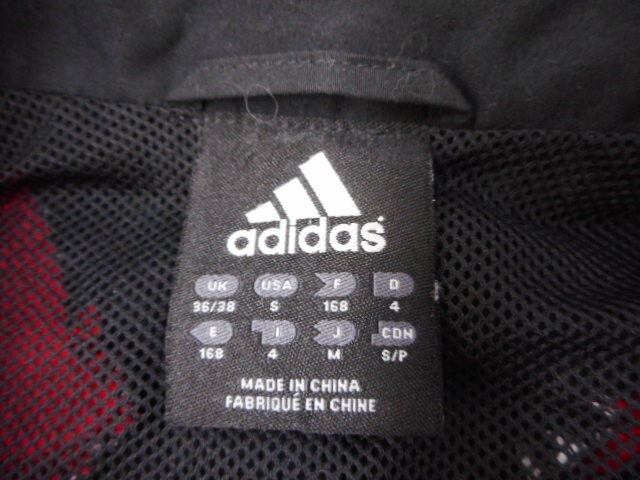 adidas
UK USA F D
36/38 S 168 4
E I J CDN
168 4 M S/P
MADE IN CHINA
FABRIQUÉ EN CHINE